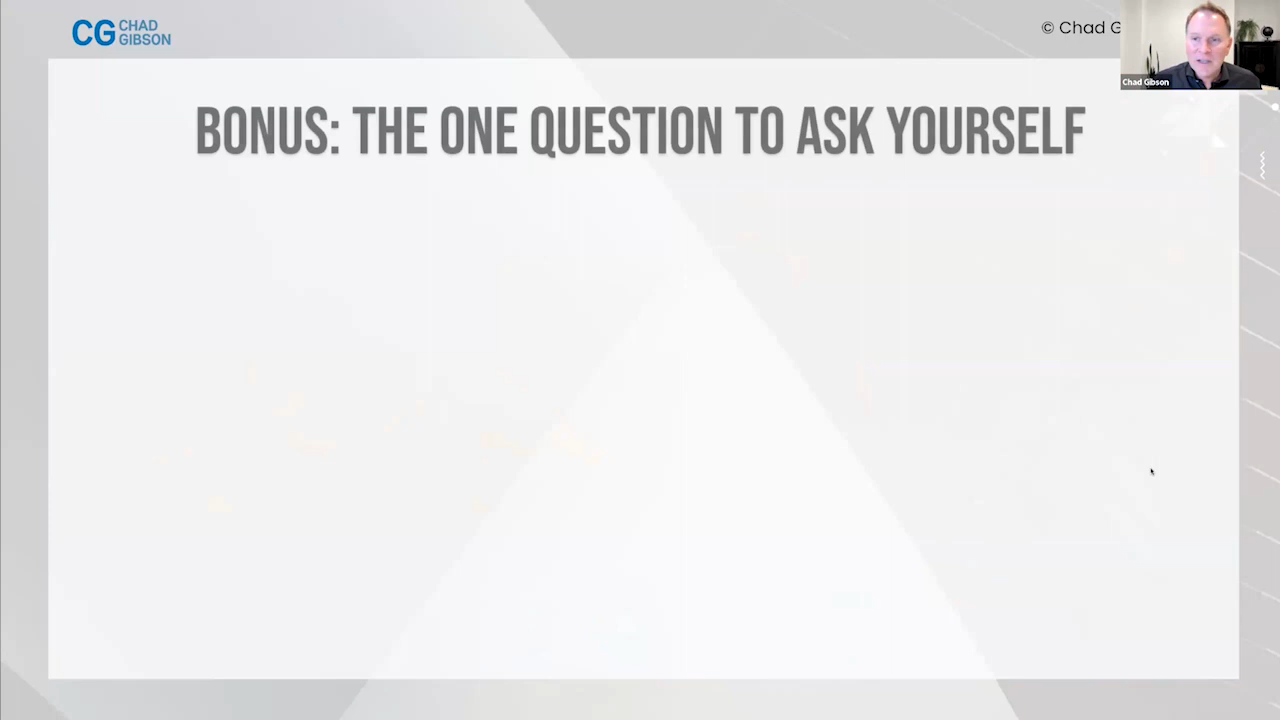 CG CHAD
GIBSON
© Chad G
Chad Gibson
BONUS: THE ONE QUESTION TO ASK YOURSELF